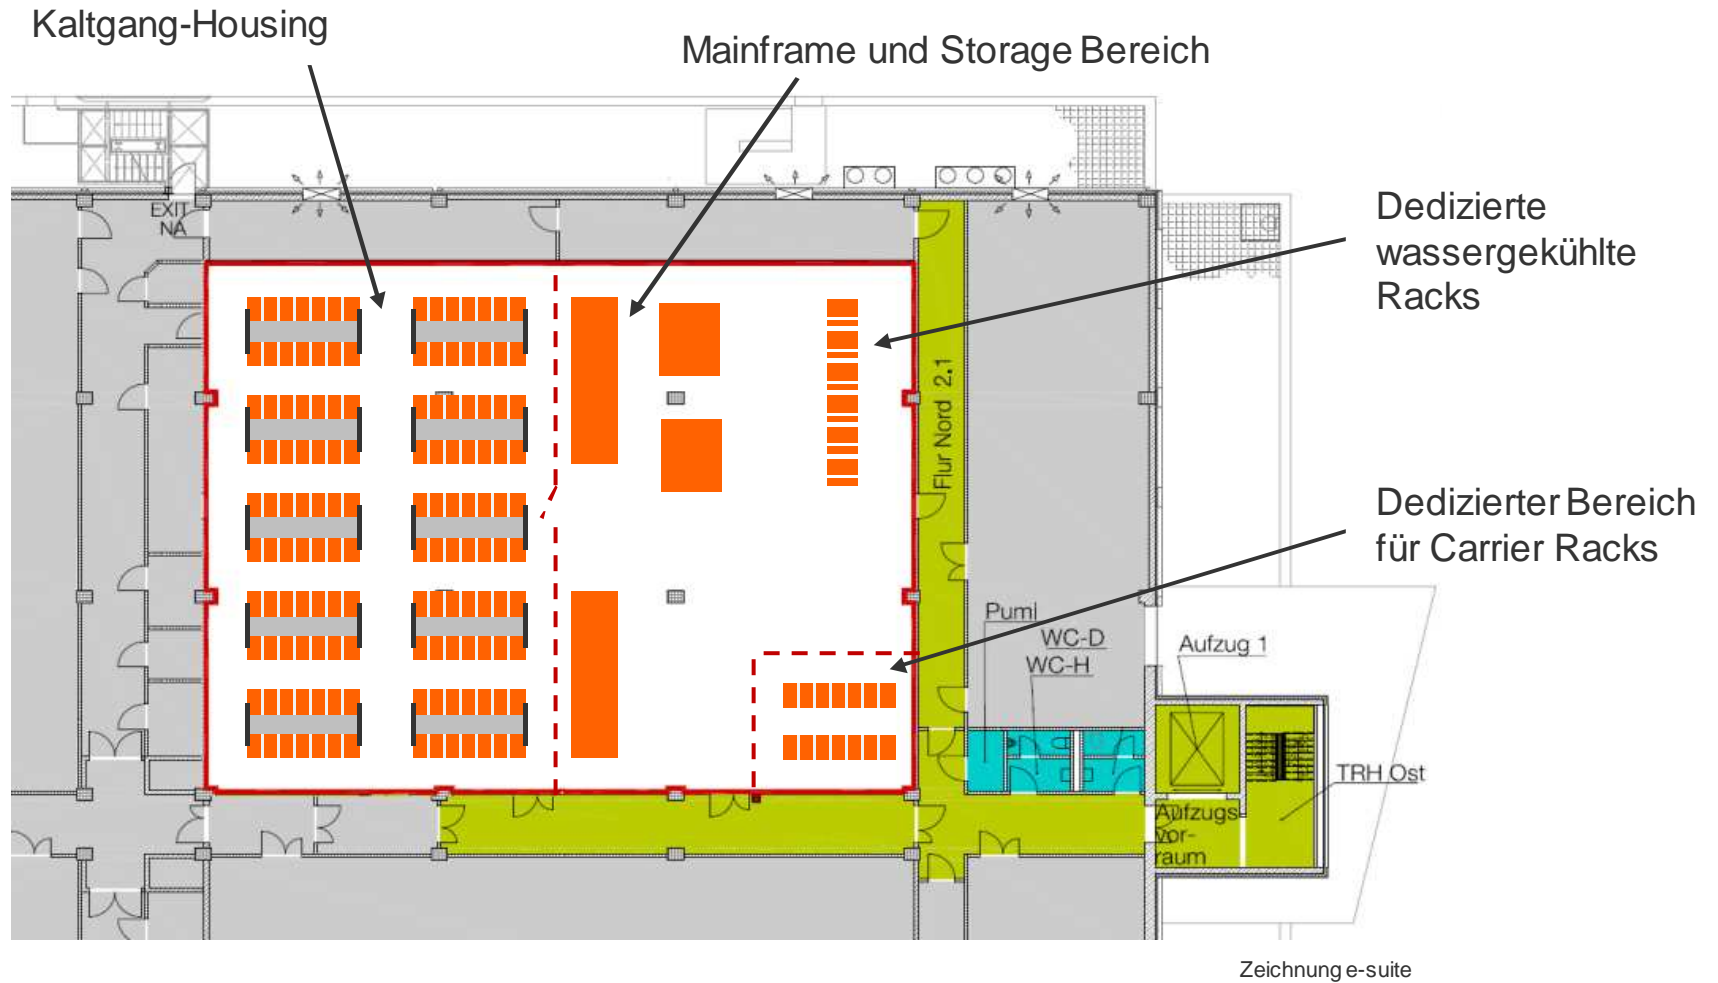 Kaltgang-Housing
Mainframe und Storage Bereich
EXIT
NA
Dedizierte
wassergekühlte
Racks
Flur Nord 2.1
Dedizierter Bereich
für Carrier Racks
Pumi
WC-D
WC-H
Aufzug 1
TRH Ost
Aufzugs
vor-
raum
Zeichnung e-suite